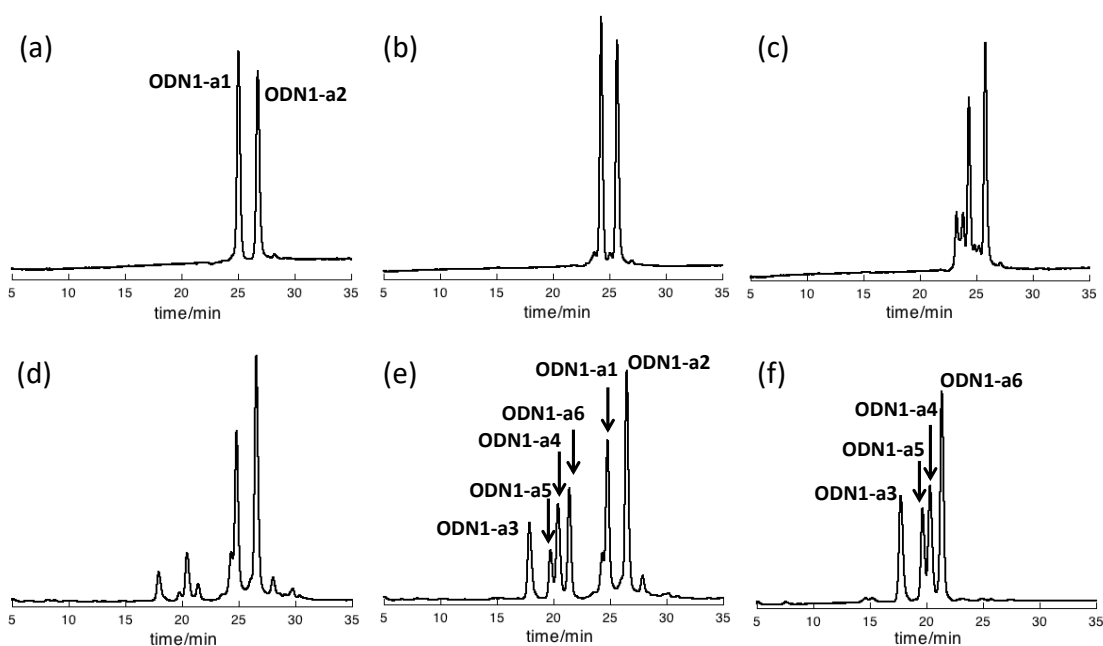 (a)
ODN1-a1
ODN1-a2
5 10 15 20 25 30 35
time/min
(b)
5 10 15 20 25 30 35
time/min
(c)
5 10 15 20 25 30 35
time/min
(d)
5 10 15 20 25 30 35
time/min
(e)
ODN1-a1
ODN1-a2
ODN1-a6
ODN1-a4
ODN1-a5
ODN1-a3
5 10 15 20 25 30 35
time/min
(f)
ODN1-a6
ODN1-a4
ODN1-a5
ODN1-a3
5 10 15 20 25 30 35
time/min